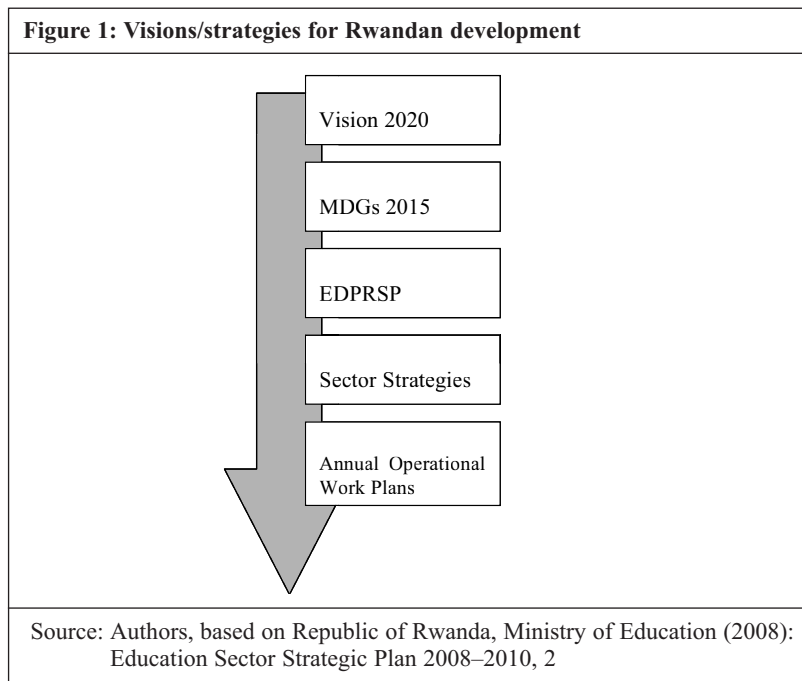 Figure 1: Visions/strategies for Rwandan development
Vision 2020
MDGs 2015
EDPRSP
Sector Strategies
Annual Operational
Work Plans
Source: Authors, based on Republic of Rwanda, Ministry of Education (2008):
Education Sector Strategic Plan 2008–2010, 2